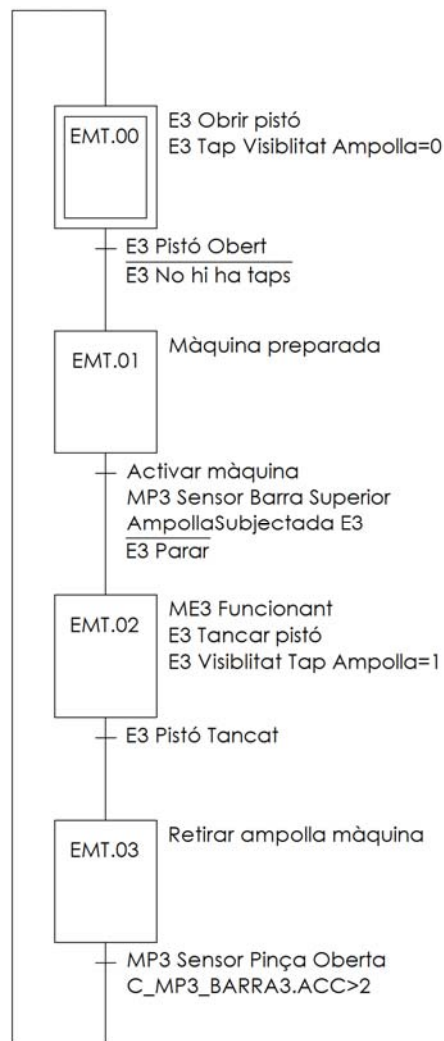 EMT.00
E3 Obrir pistó
E3 Tap Visiblitat Ampolla=0
E3 Pistó Obert
E3 No hi ha taps
EMT.01
Màquina preparada
Activar màquina
MP3 Sensor Barra Superior
AmpollaSubjectada E3
E3 Parar
EMT.02
ME3 Funcionant
E3 Tancar pistó
E3 Visiblitat Tap Ampolla=1
E3 Pistó Tancat
EMT.03
Retirar ampolla màquina
MP3 Sensor Pinça Oberta
C_MP3_BARRA3.ACC>2